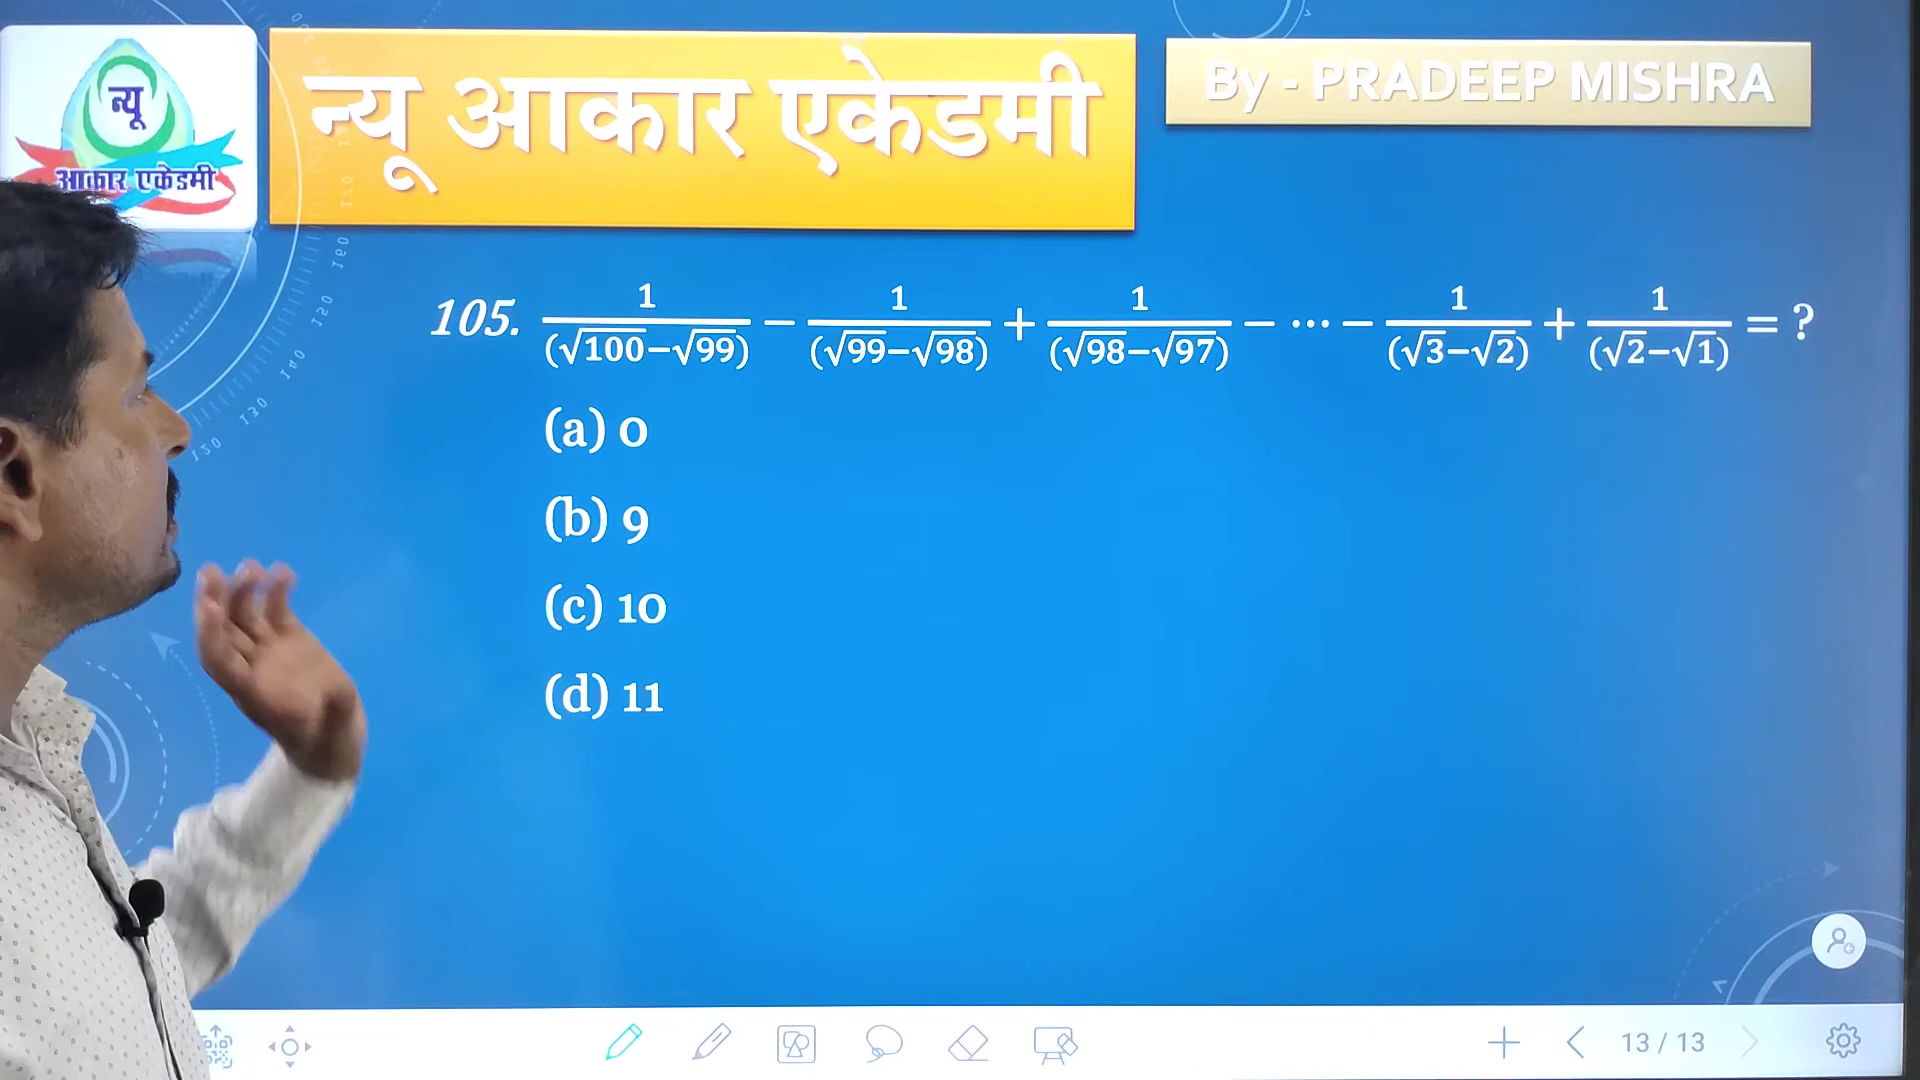 न्यू
आकार एकेडमी
न्यू आकार एकेडमी
By - PRADEEP MISHRA
105. 1/(√100−√99) − 1/(√99−√98) + 1/(√98−√97) − ⋯ − 1/(√3−√2) + 1/(√2−√1) = ?
(a) 0
(b) 9
(c) 10
(d) 11
13 / 13